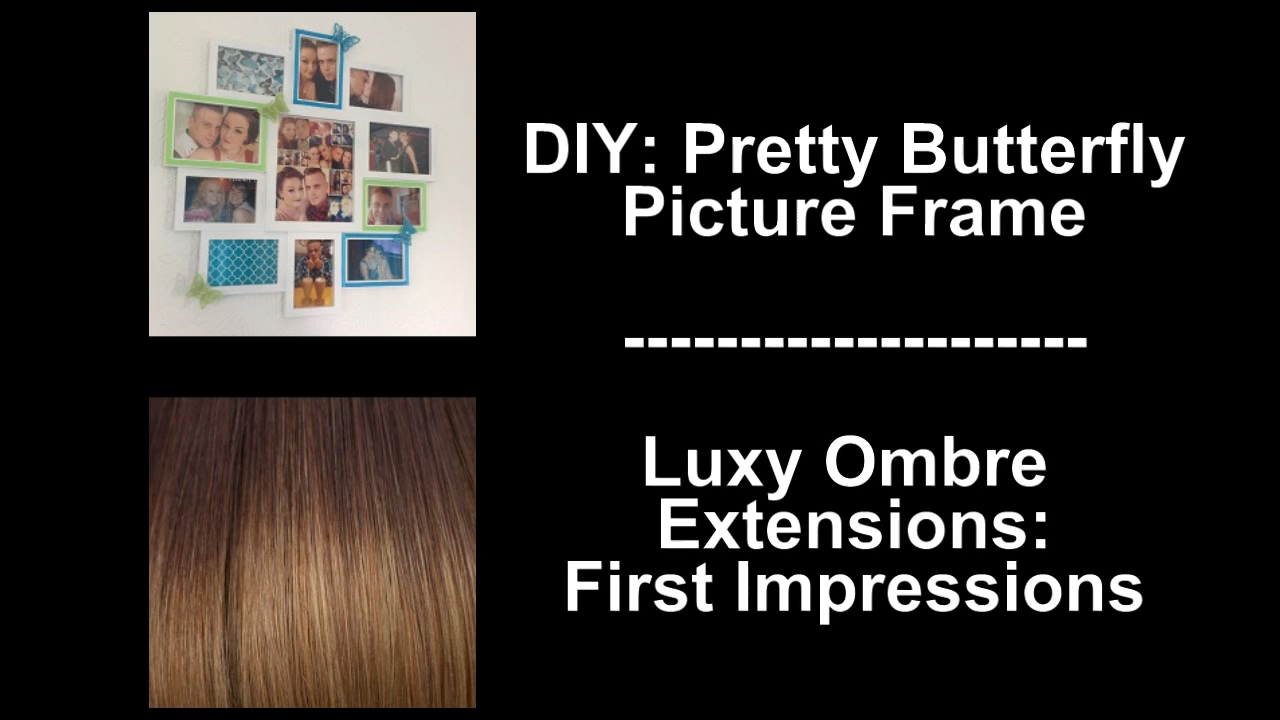 DIY: Pretty Butterfly
Picture Frame
--------------------
Luxy Ombre
Extensions:
First Impressions